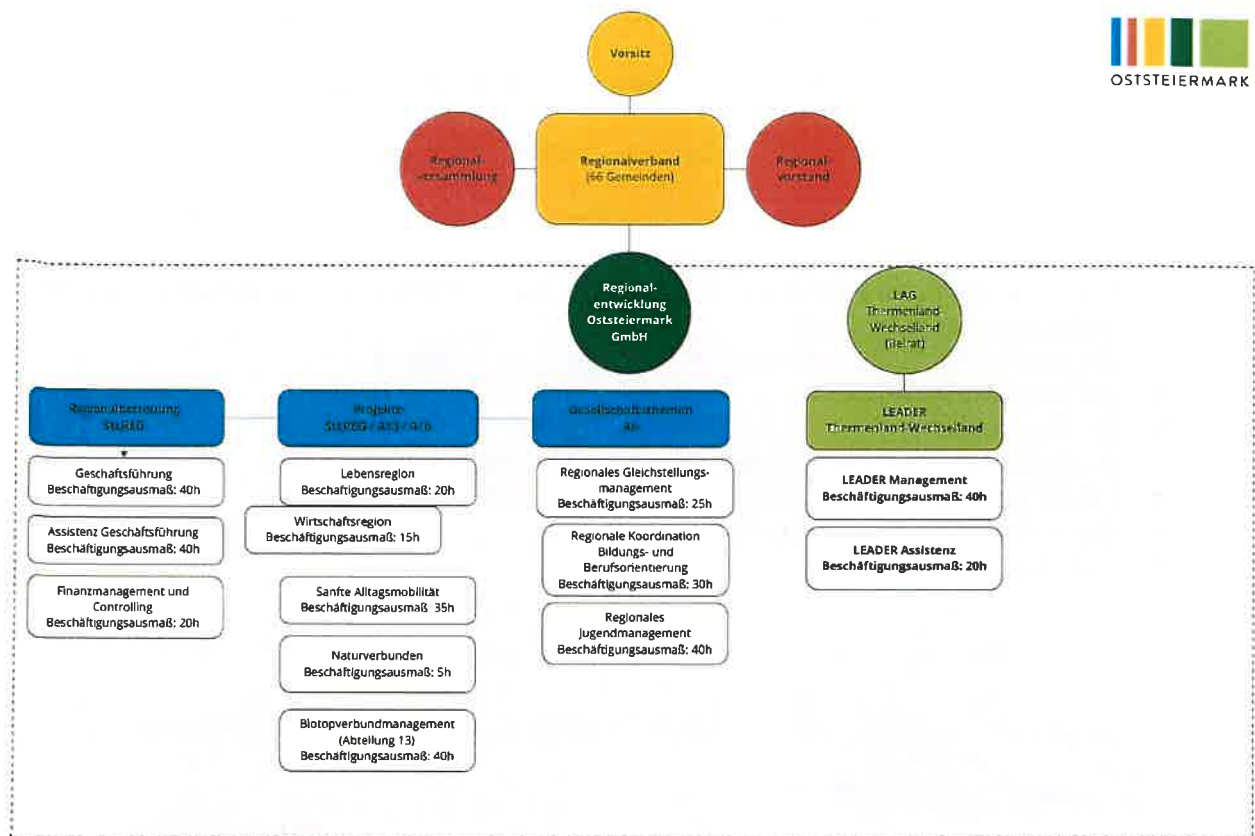 Vorsitz
OSTSTEIERMARK
Regional-
versammlung
Regionalverband
(66 Gemeinden)
Regional-
vorstand
Regional-
entwicklung
Oststeiermark
GmbH
LAG
Thermenland-
Wechselland
(Beirat)
Regionalbetreuung
StLREG
Geschäftsführung
Beschäftigungsausmaß: 40h
Assistenz Geschäftsführung
Beschäftigungsausmaß: 40h
Finanzmanagement und
Controlling
Beschäftigungsausmaß: 20h
Projekte
StLREG / A13 /
Lebensregion
Beschäftigungsausmaß: 20h
Wirtschaftsregion
Beschäftigungsausmaß: 15h
Sanfte Alltagsmobilität
Beschäftigungsausmaß 35h
Naturverbunden
Beschäftigungsausmaß: 5h
Biotopverbundmanagement
(Abteilung 13)
Beschäftigungsausmaß: 40h
Gesellschaftsthemen
Regionales Gleichstellungs-
management
Beschäftigungsausmaß: 25h
Regionale Koordination
Bildungs- und
Berufsorientierung
Beschäftigungsausmaß: 30h
Regionales
Jugendmanagement
Beschäftigungsausmaß: 40h
LEADER
Thermenland-Wechselland
LEADER Management
Beschäftigungsausmaß: 40h
LEADER Assistenz
Beschäftigungsausmaß: 20h